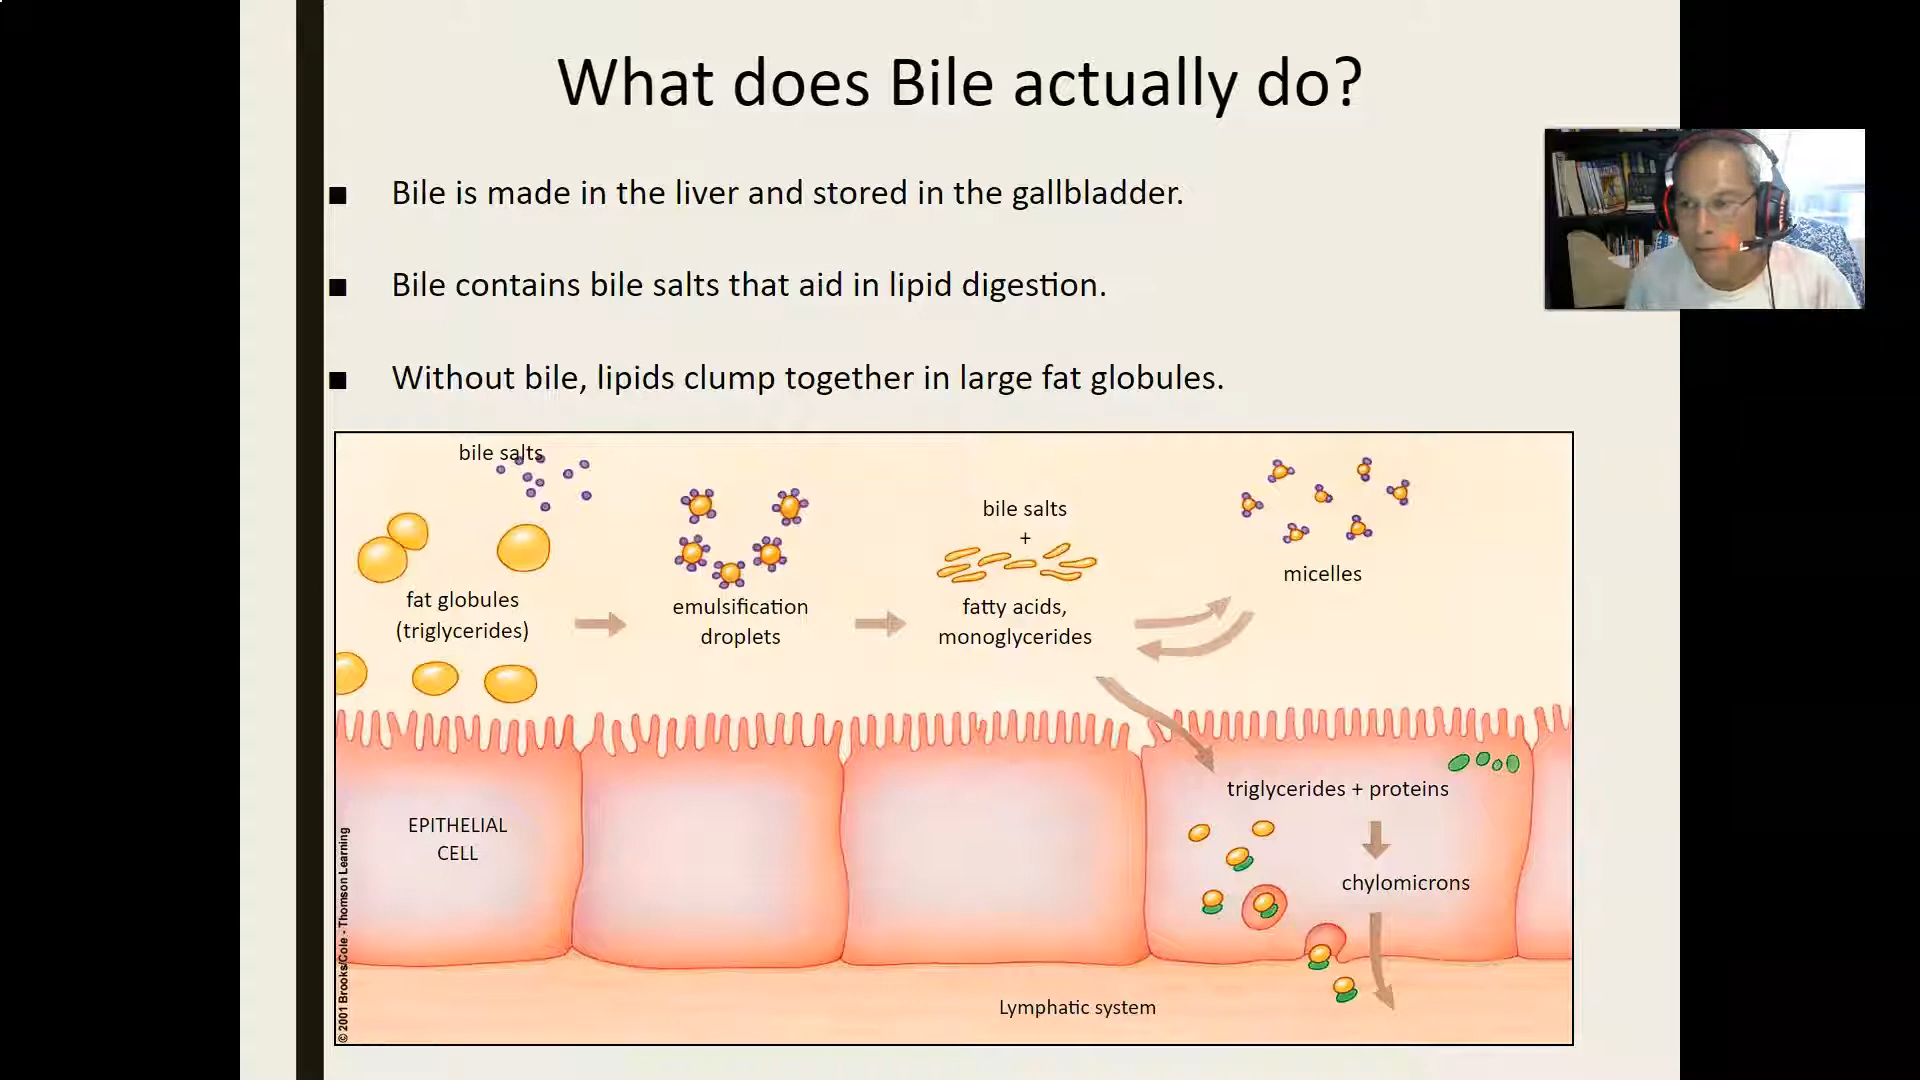 What does Bile actually do?
■ Bile is made in the liver and stored in the gallbladder.
■ Bile contains bile salts that aid in lipid digestion.
■ Without bile, lipids clump together in large fat globules.
bile salts
fat globules
(triglycerides)
emulsification
droplets
bile salts
+
fatty acids,
monoglycerides
micelles
EPITHELIAL
CELL
triglycerides + proteins
chylomicrons
Lymphatic system
© 2001 Brooks/Cole - Thomson Learning